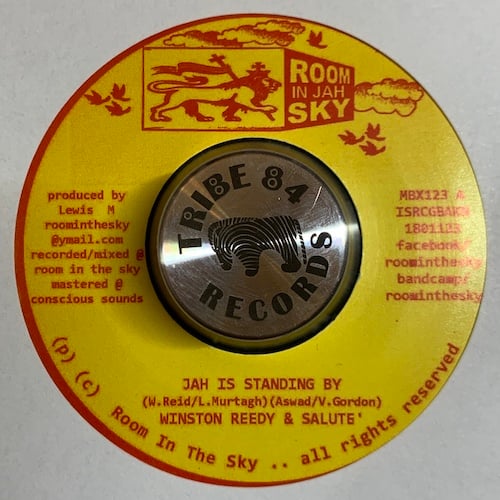 ROOM
IN JAH
SKY
TRIBE 84
RECORDS
produced by
Lewis M
roominthesky
@ymail.com
recorded/mixed @
room in the sky
mastered @
conscious sounds
MBX123 A
ISRCGBAKW
1801123
facebook/
roominthesky
bandcamp/
roominthesky
JAH IS STANDING BY
(W.Reid/L.Murtagh)(Aswad/V.Gordon)
WINSTON REEDY & SALUTE'
(p) (c) Room In The Sky .. all rights reserved